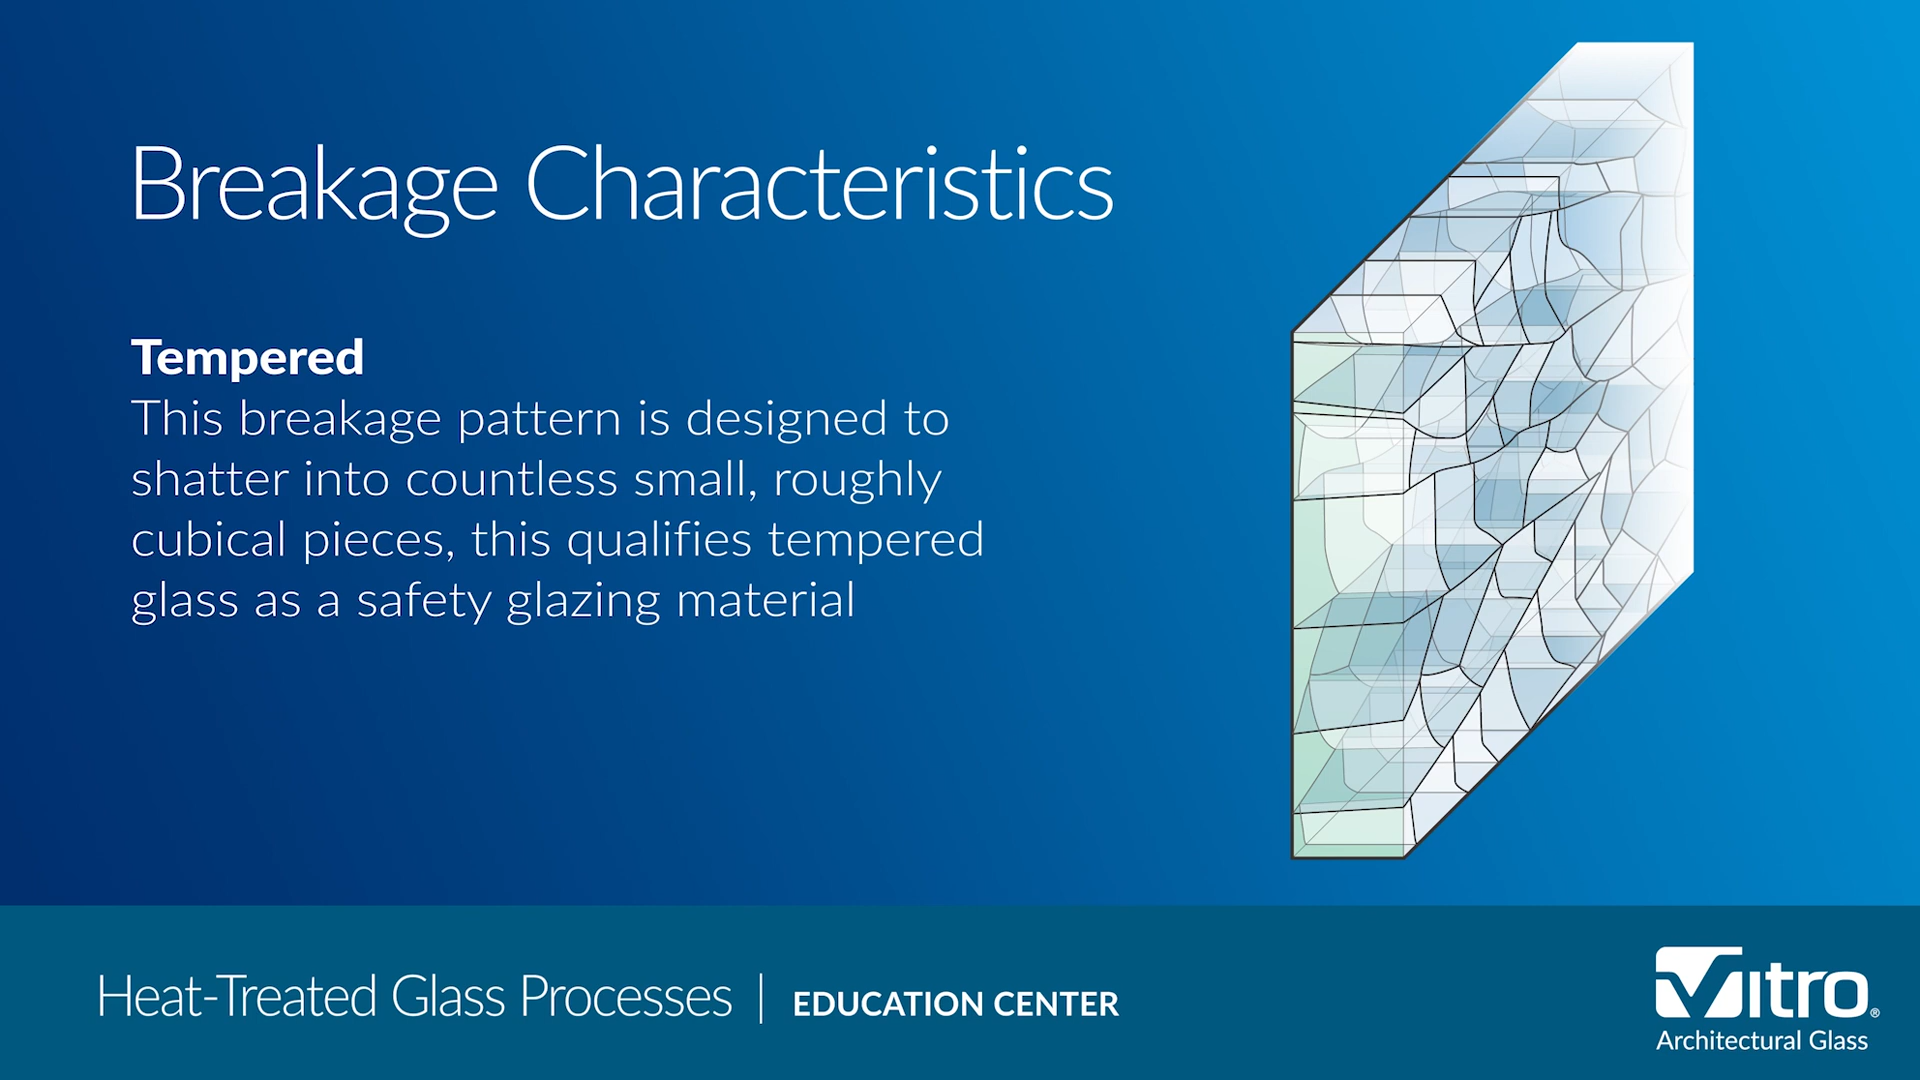 Breakage Characteristics
Tempered
This breakage pattern is designed to
shatter into countless small, roughly
cubical pieces, this qualifies tempered
glass as a safety glazing material
Heat-Treated Glass Processes | EDUCATION CENTER
Vitro®
Architectural Glass